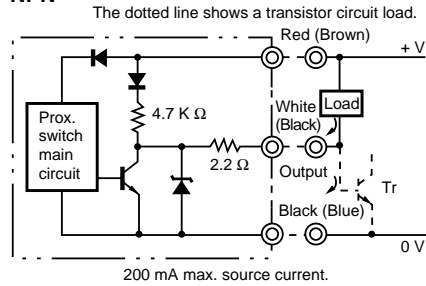 NPN
The dotted line shows a transistor circuit load.
Red (Brown)
+ V
Prox.
switch
main
circuit
4.7 K Ω
White
(Black)
Load
2.2 Ω
Output
Tr
Black (Blue)
0 V
200 mA max. source current.